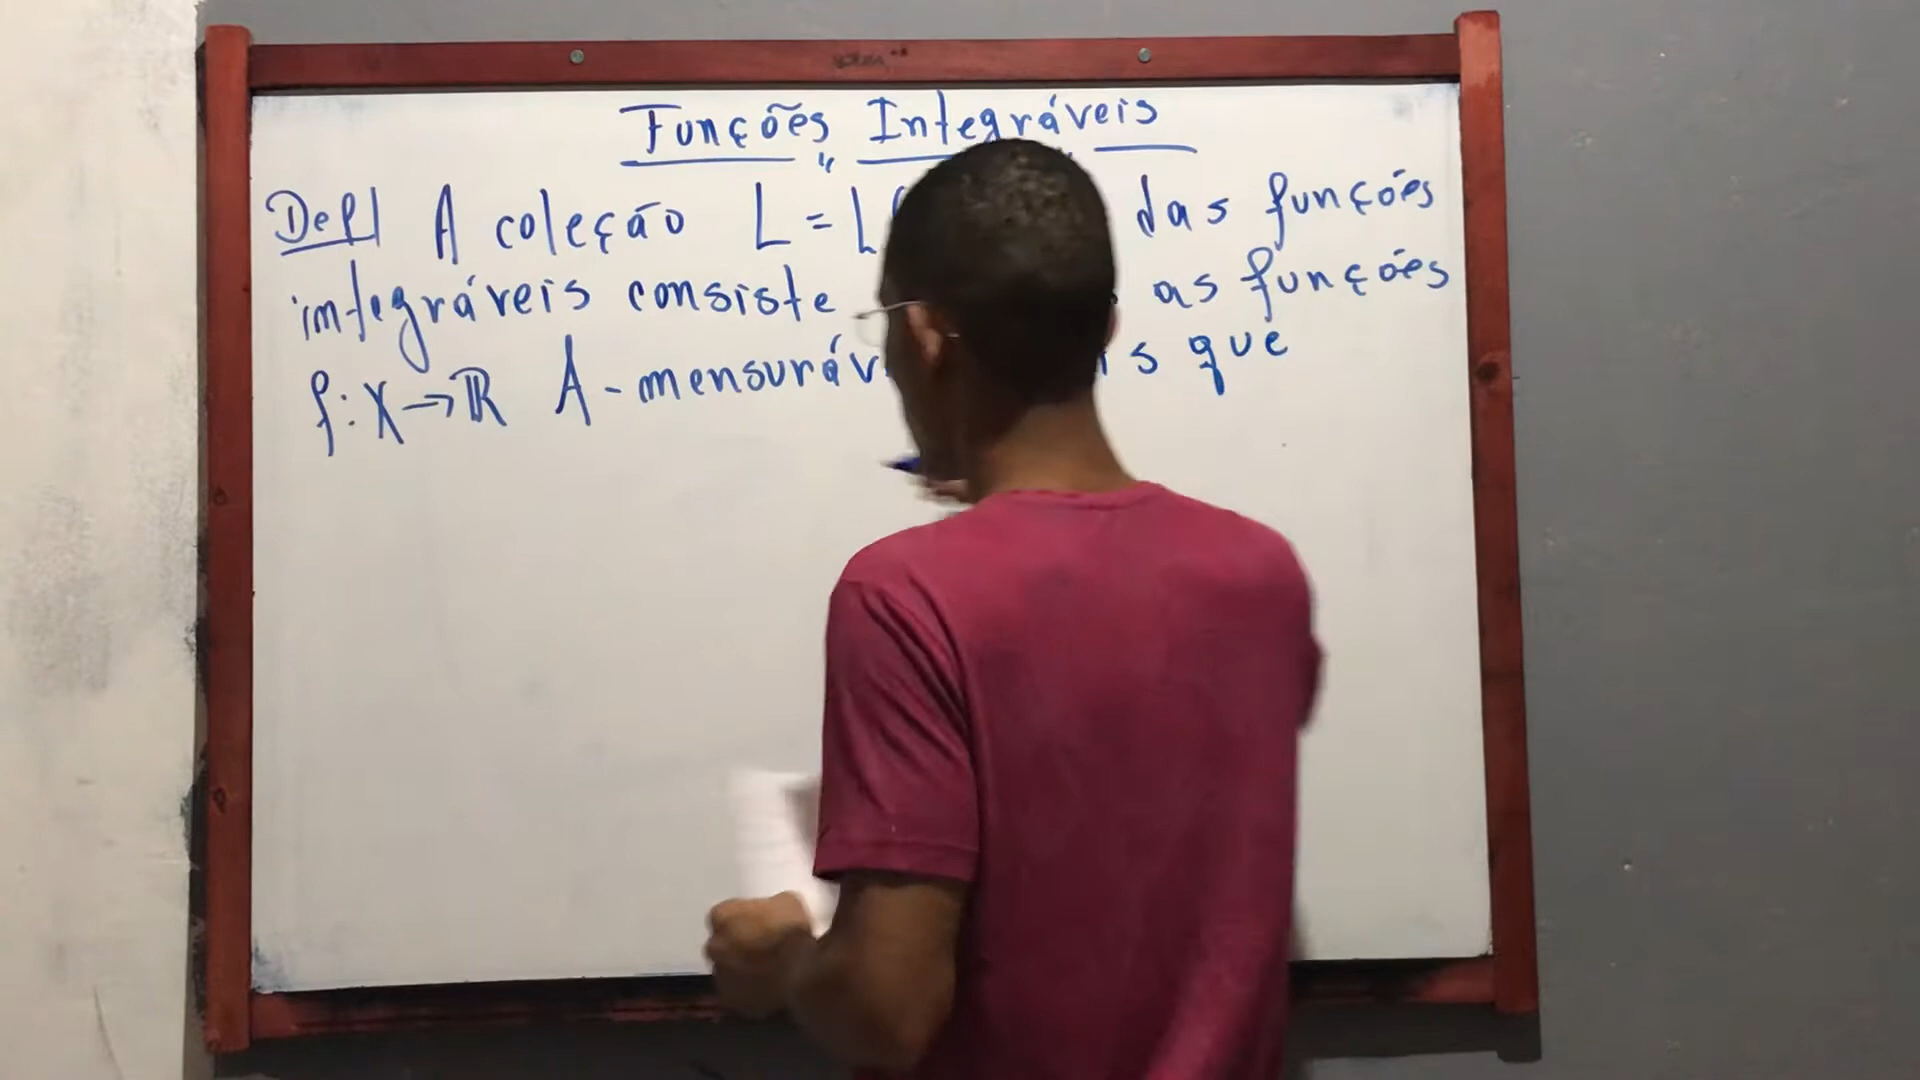 Funções Integráveis
Def| A coleção L = L das funções
integráveis consiste as funções
f: X → ℝ A-mensuráv s que